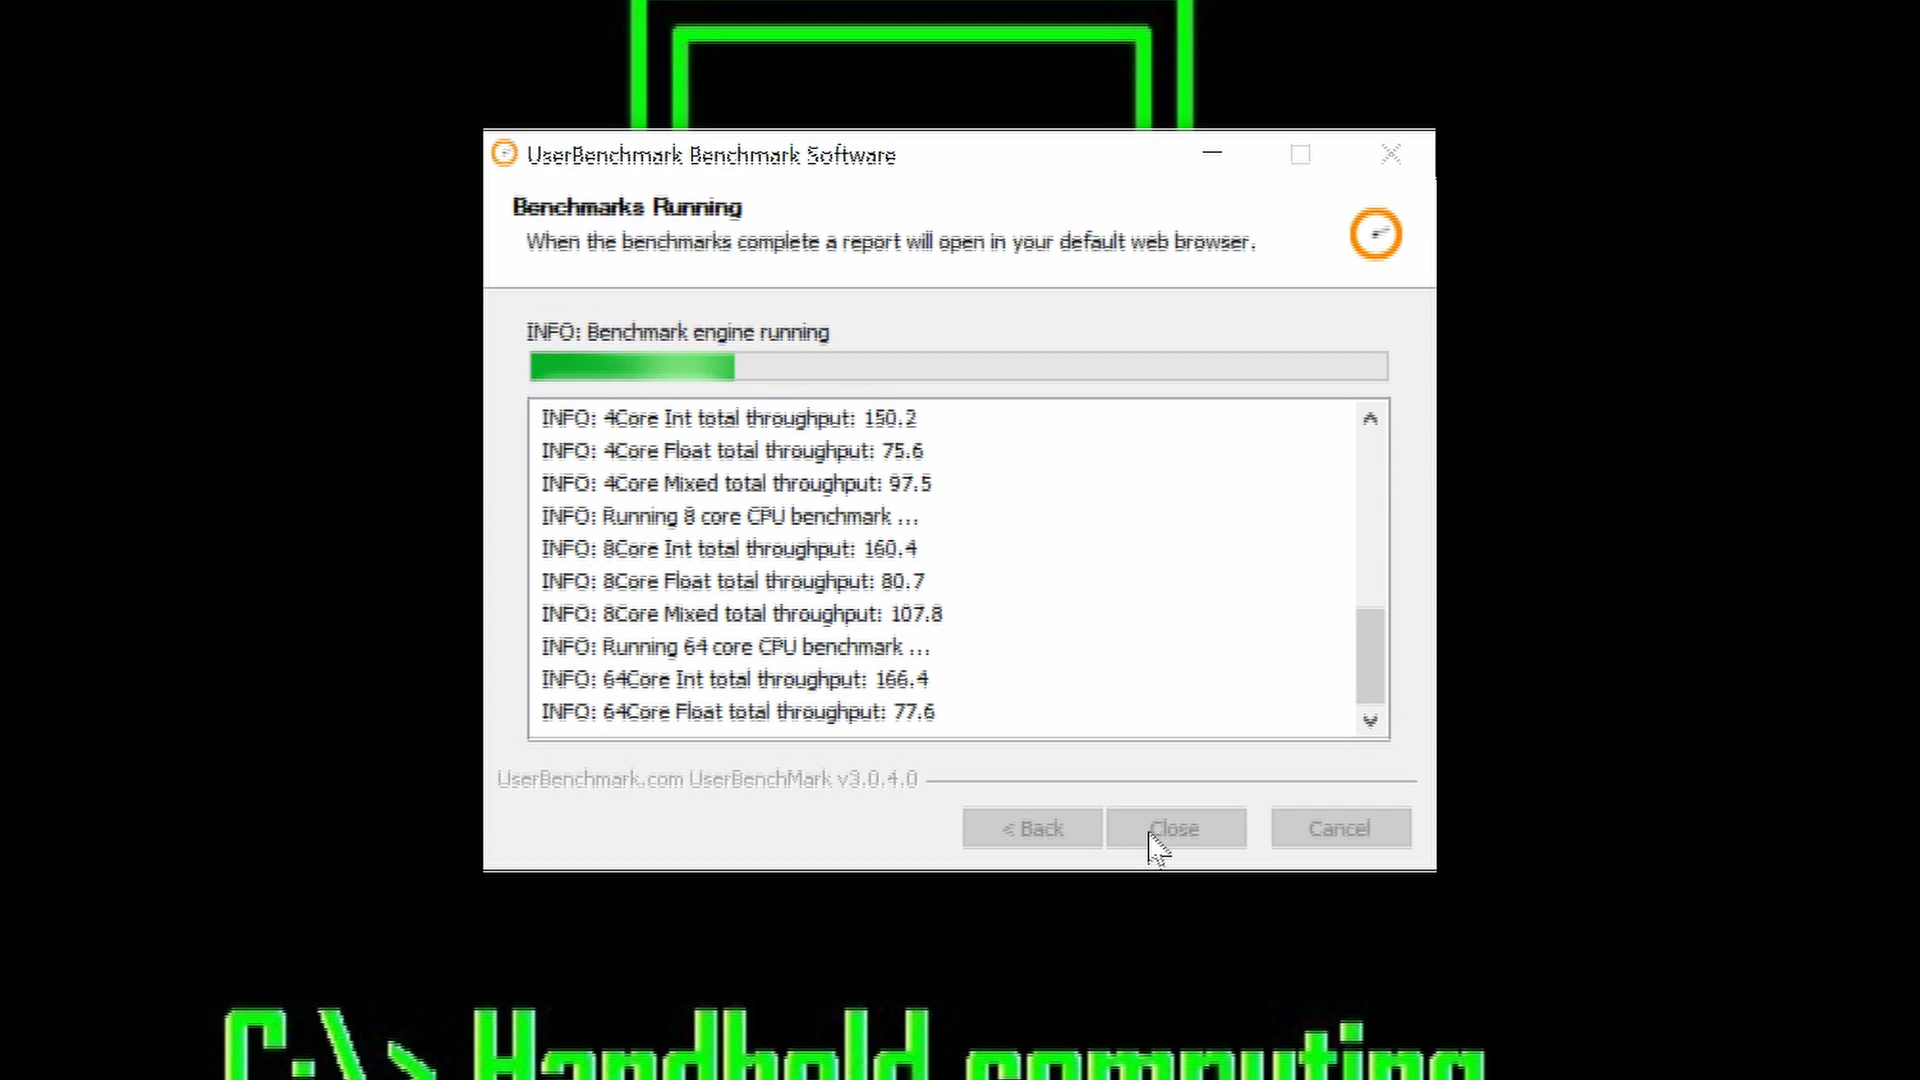 UserBenchmark Benchmark Software
Benchmarks Running
When the benchmarks complete a report will open in your default web browser.
INFO: Benchmark engine running
INFO: 4Core Int total throughput: 150.2
INFO: 4Core Float total throughput: 75.6
INFO: 4Core Mixed total throughput: 97.5
INFO: Running 8 core CPU benchmark ...
INFO: 8Core Int total throughput: 160.4
INFO: 8Core Float total throughput: 80.7
INFO: 8Core Mixed total throughput: 107.8
INFO: Running 64 core CPU benchmark ...
INFO: 64Core Int total throughput: 166.4
INFO: 64Core Float total throughput: 77.6
UserBenchmark.com UserBenchMark v3.0.4.0
< Back Close Cancel
C:\> Handheld computing